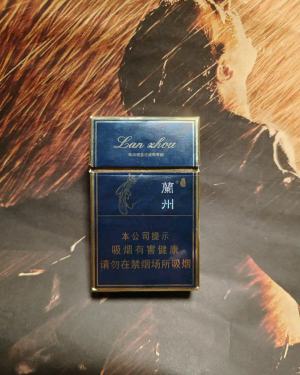 Lan zhou
蘭州
本公司提示
吸烟有害健康
请勿在禁烟场所吸烟